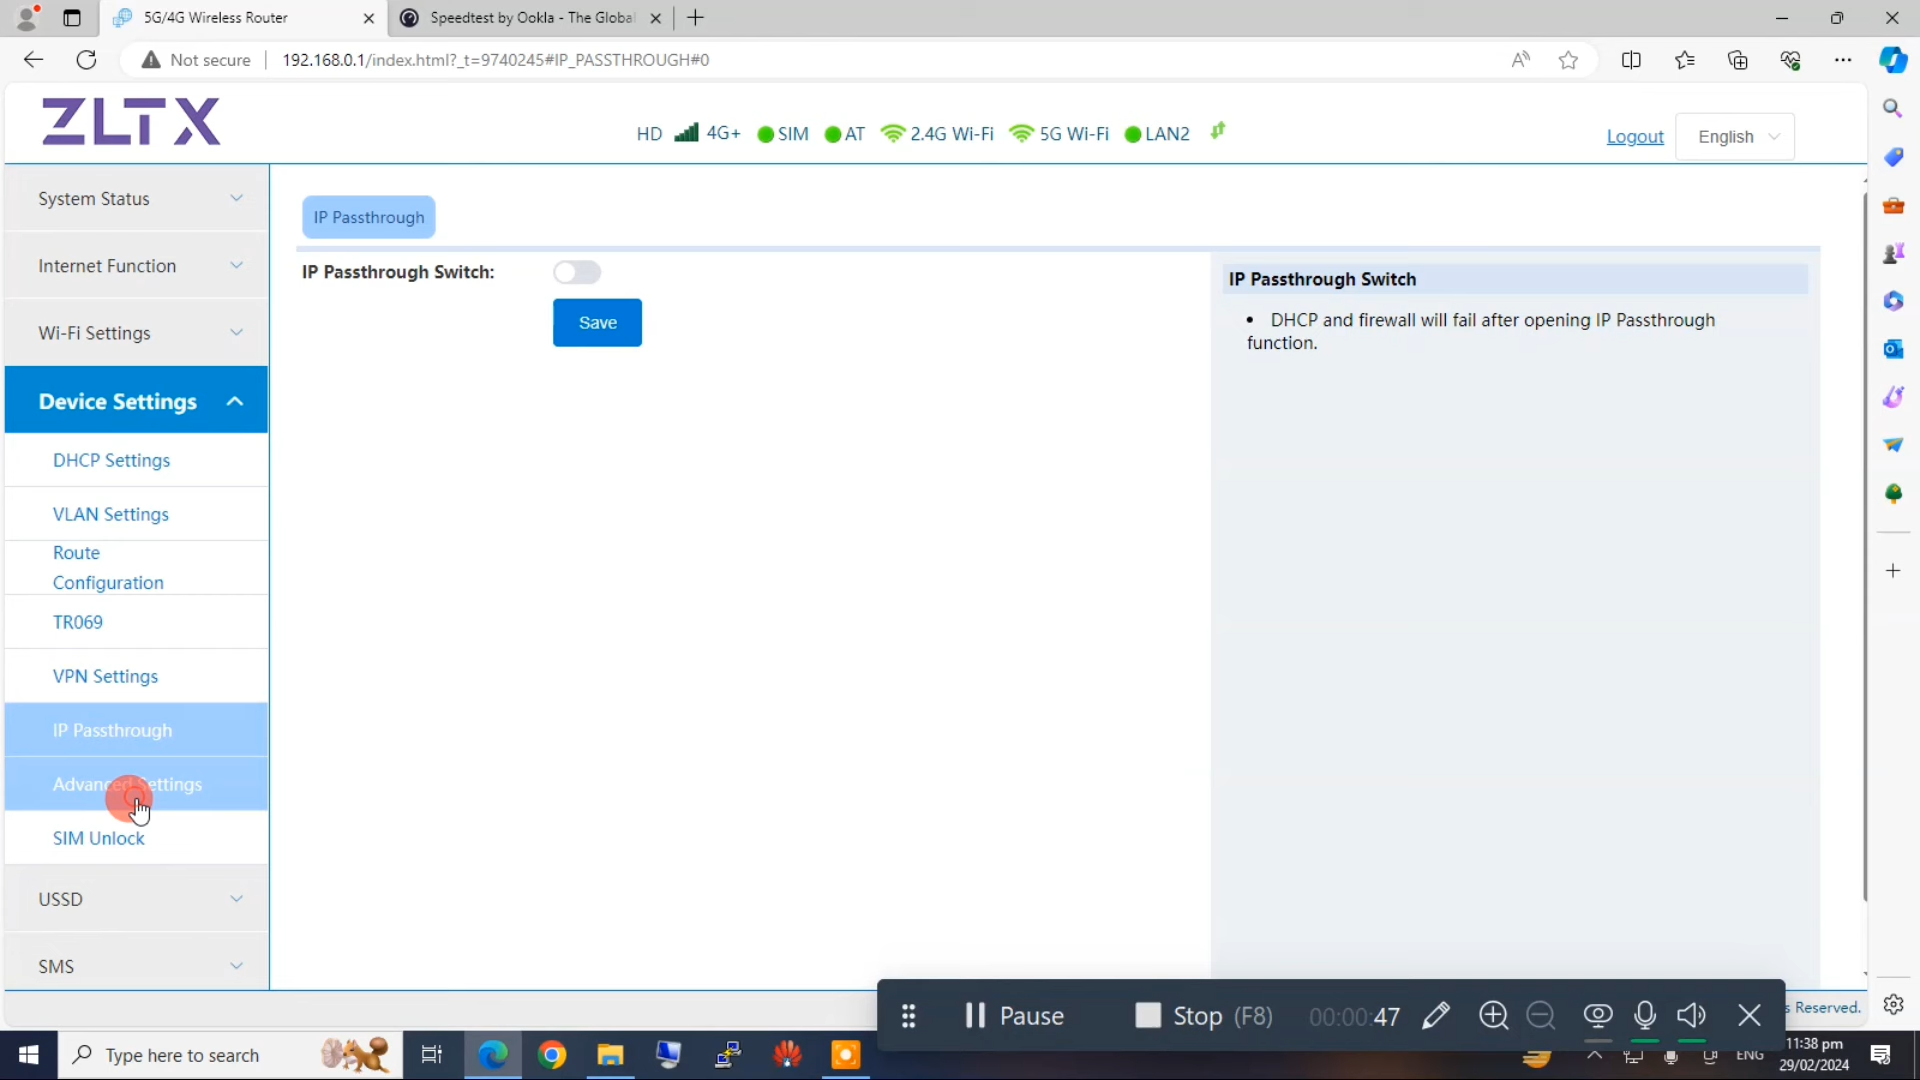 5G/4G Wireless Router
Speedtest by Ookla - The Global
Not secure
192.168.0.1/index.html?_t=9740245#IP_PASSTHROUGH#0
ZLTX
HD 4G+ SIM AT 2.4G Wi-Fi 5G Wi-Fi LAN2
Logout
English
System Status
Internet Function
Wi-Fi Settings
Device Settings
DHCP Settings
VLAN Settings
Route
Configuration
TR069
VPN Settings
IP Passthrough
Advanced Settings
SIM Unlock
USSD
SMS
IP Passthrough
IP Passthrough Switch:
Save
IP Passthrough Switch
• DHCP and firewall will fail after opening IP Passthrough
function.
Reserved.
Pause
Stop (F8)
00:00:47
Type here to search
ENG
11:38 pm
29/02/2024